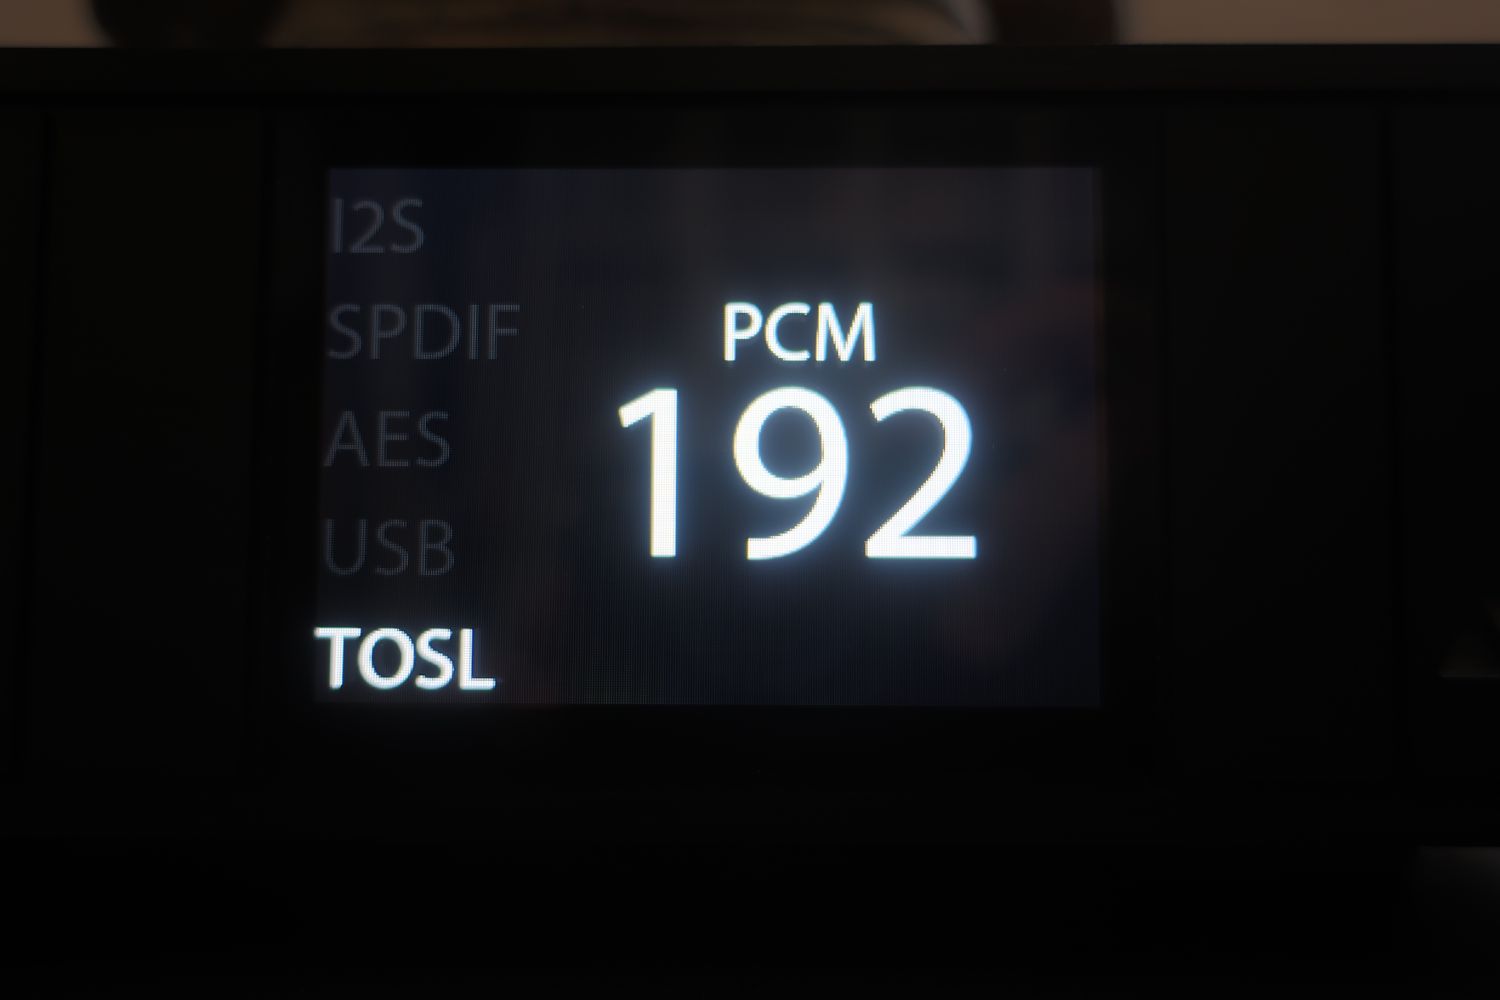 I2S
SPDIF
AES
USB
TOSL
PCM
192